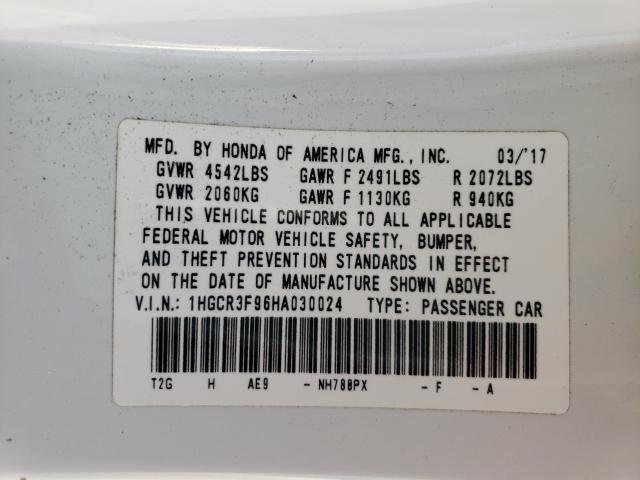 MFD. BY HONDA OF AMERICA MFG., INC. 03/'17
GVWR 4542LBS GAWR F 2491LBS R 2072LBS
GVWR 2060KG GAWR F 1130KG R 940KG
THIS VEHICLE CONFORMS TO ALL APPLICABLE
FEDERAL MOTOR VEHICLE SAFETY, BUMPER,
AND THEFT PREVENTION STANDARDS IN EFFECT
ON THE DATE OF MANUFACTURE SHOWN ABOVE.
V.I.N.: 1HGCR3F96HA030024 TYPE: PASSENGER CAR
T2G H AE9 - NH788PX - F - A